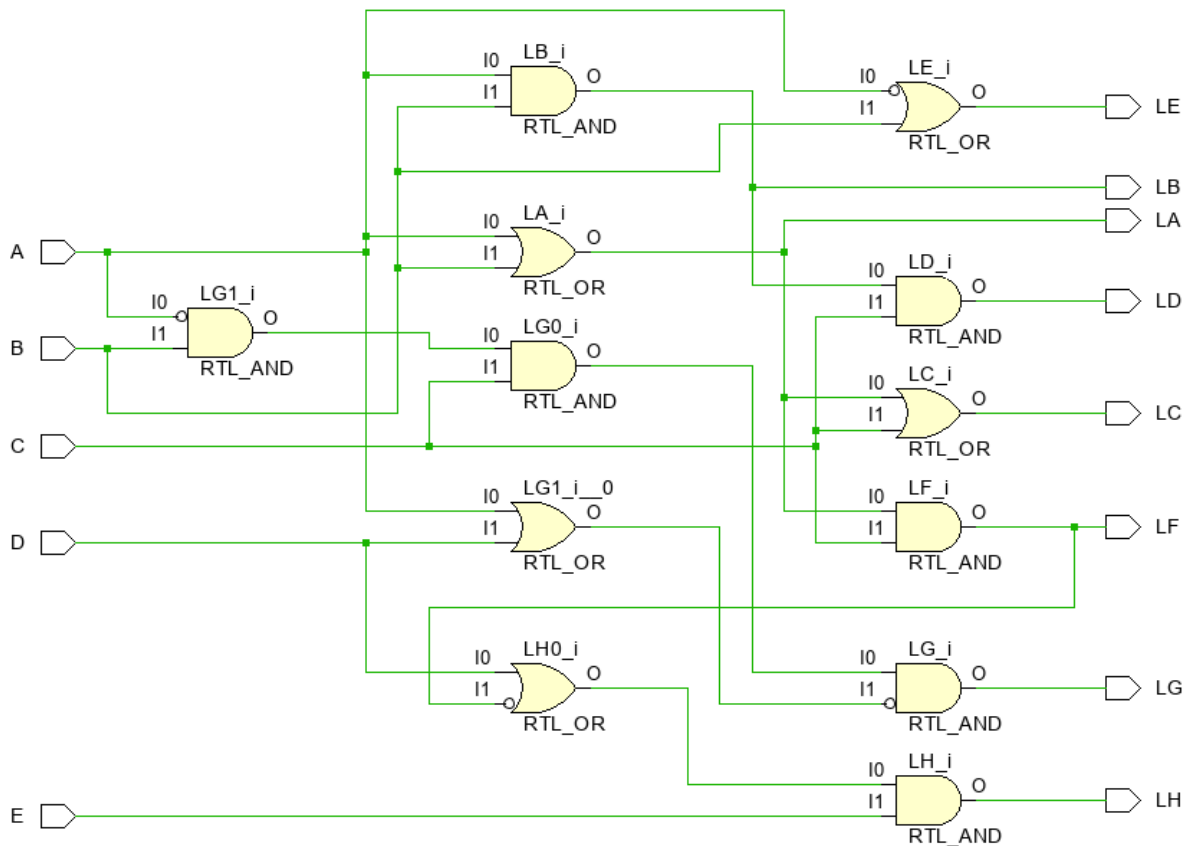 LB_i
I0
I1
O
RTL_AND
LE_i
I0
I1
O
RTL_OR
LE
LB
LA
LA_i
I0
I1
O
RTL_OR
A
LG1_i
I0
I1
O
RTL_AND
B
LD_i
I0
I1
O
RTL_AND
LD
LG0_i
I0
I1
O
RTL_AND
LC_i
I0
I1
O
RTL_OR
LC
C
LG1_i__0
I0
I1
O
RTL_OR
LF_i
I0
I1
O
RTL_AND
LF
D
LH0_i
I0
I1
O
RTL_OR
LG_i
I0
I1
O
RTL_AND
LG
LH_i
I0
I1
O
RTL_AND
LH
E